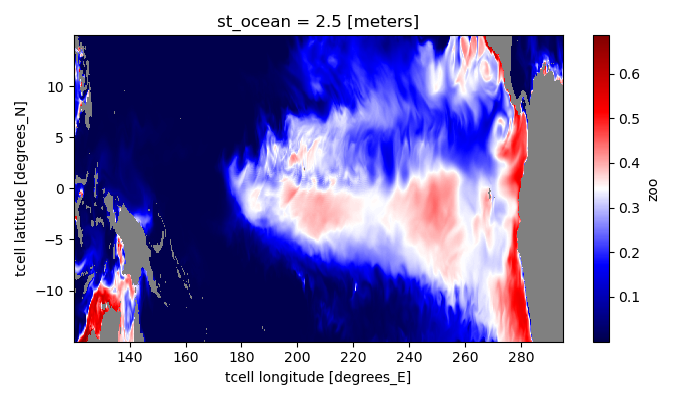 st_ocean = 2.5 [meters]
10
5
0
−5
−10
tcell latitude [degrees_N]
140 160 180 200 220 240 260 280
tcell longitude [degrees_E]
0.6
0.5
0.4
0.3
0.2
0.1
zoo